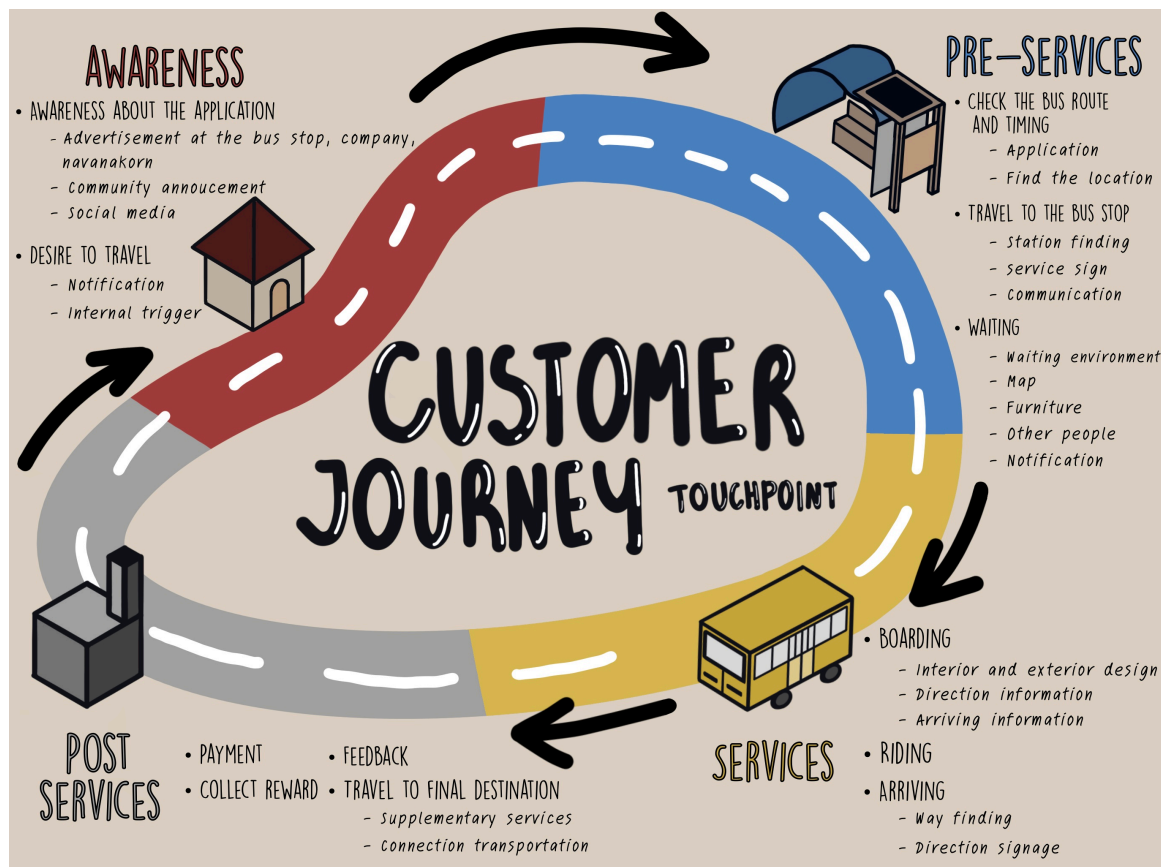 AWARENESS
• AWARENESS ABOUT THE APPLICATION
- Advertisement at the bus stop, company,
navanakorn
- Community annoucement
- Social media
• DESIRE TO TRAVEL
- Notification
- Internal trigger
PRE-SERVICES
• CHECK THE BUS ROUTE
AND TIMING
- Application
- Find the location
• TRAVEL TO THE BUS STOP
- Station finding
- Service sign
- Communication
• WAITING
- Waiting environment
- Map
- Furniture
- Other people
- Notification
CUSTOMER
JOURNEY TOUCHPOINT
SERVICES
• BOARDING
- Interior and exterior design
- Direction information
- Arriving information
• RIDING
• ARRIVING
- Way finding
- Direction signage
POST
SERVICES
• PAYMENT
• COLLECT REWARD
• FEEDBACK
• TRAVEL TO FINAL DESTINATION
- Supplementary services
- Connection transportation